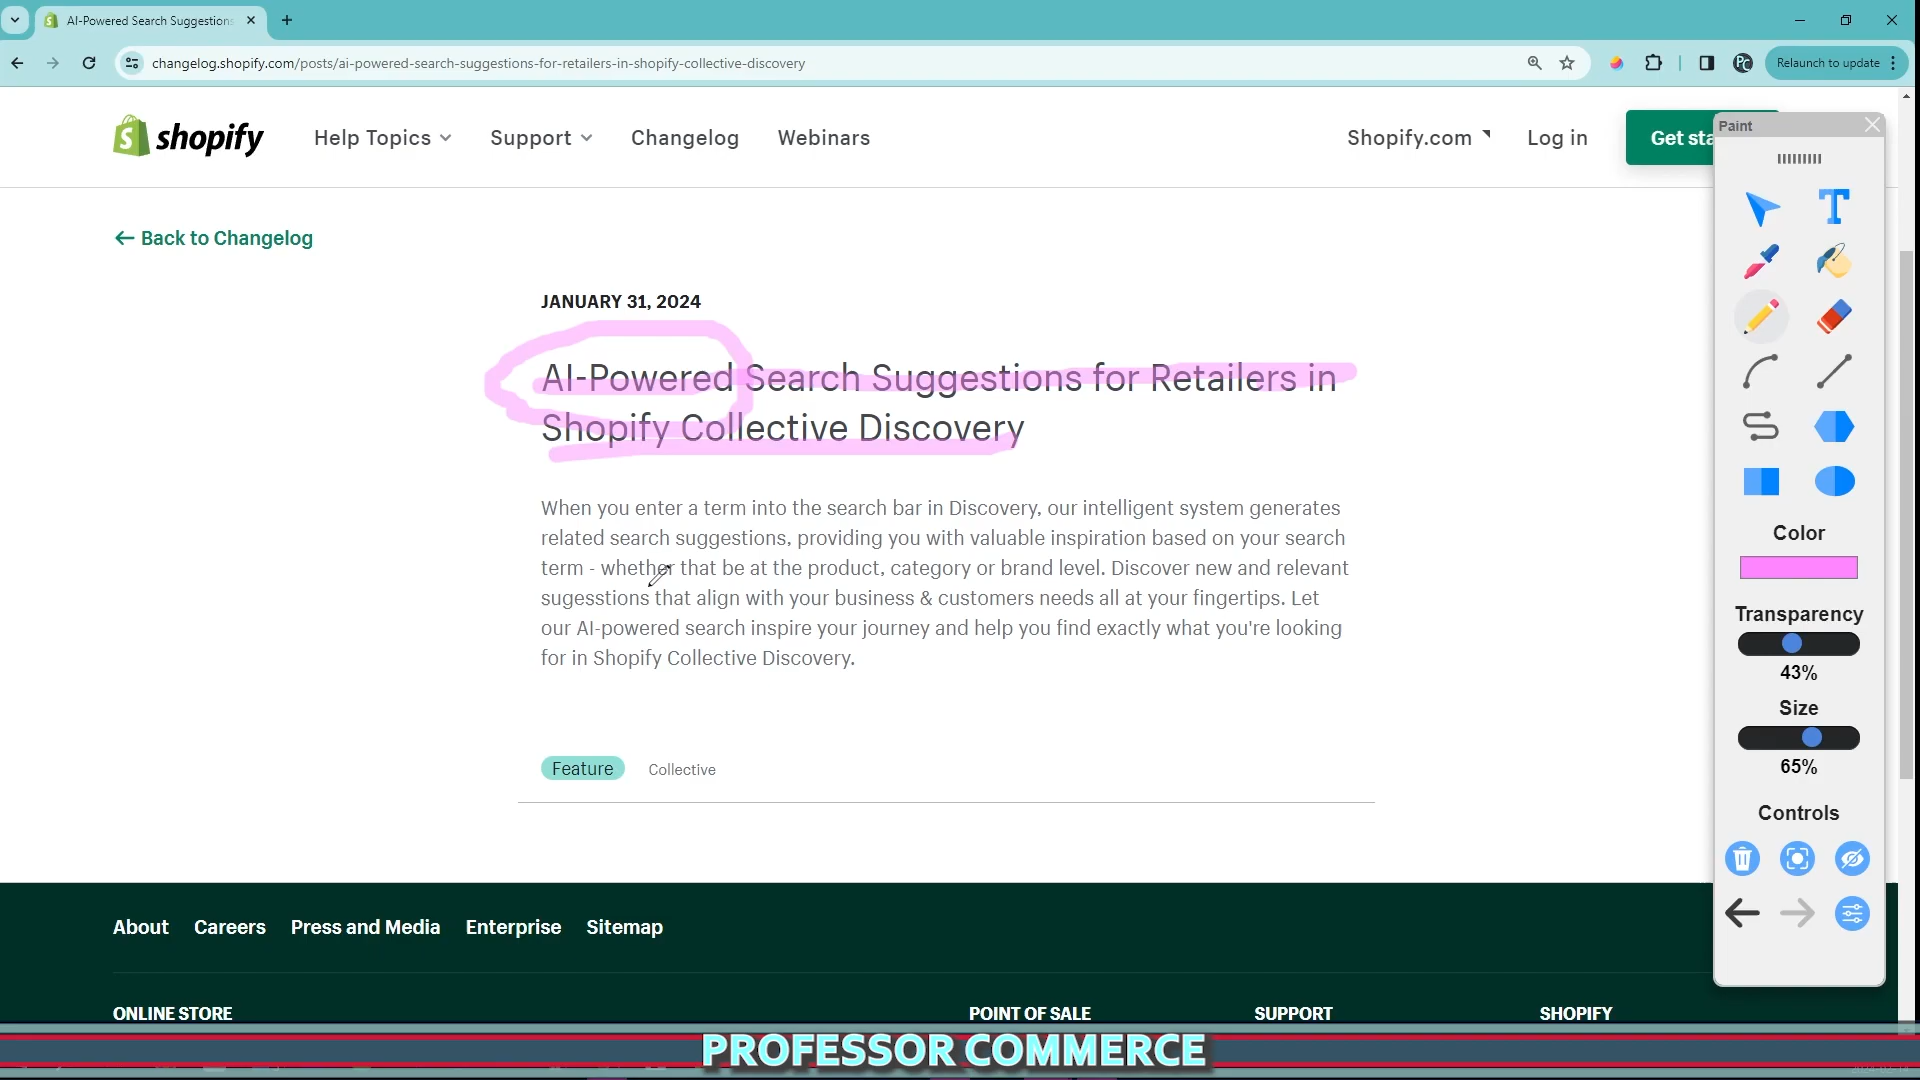 AI-Powered Search Suggestions
changelog.shopify.com/posts/ai-powered-search-suggestions-for-retailers-in-shopify-collective-discovery
PC
Relaunch to update
shopify
Help Topics
Support
Changelog
Webinars
Shopify.com
Log in
Get sta
Paint
Back to Changelog
JANUARY 31, 2024
AI-Powered Search Suggestions for Retailers in
Shopify Collective Discovery
When you enter a term into the search bar in Discovery, our intelligent system generates
related search suggestions, providing you with valuable inspiration based on your search
term - whether that be at the product, category or brand level. Discover new and relevant
sugesstions that align with your business & customers needs all at your fingertips. Let
our AI-powered search inspire your journey and help you find exactly what you're looking
for in Shopify Collective Discovery.
Feature
Collective
Color
Transparency
43%
Size
65%
Controls
About
Careers
Press and Media
Enterprise
Sitemap
ONLINE STORE
POINT OF SALE
SUPPORT
SHOPIFY
PROFESSOR COMMERCE